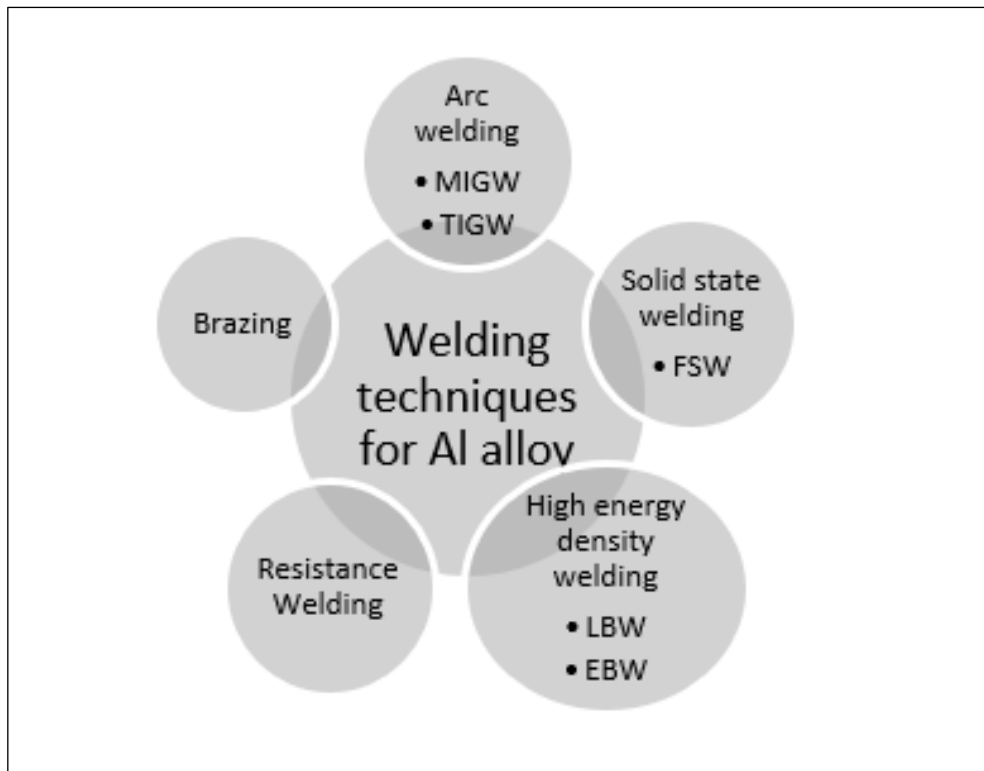 Arc
welding
• MIGW
• TIGW
Solid state
welding
• FSW
Brazing
Welding
techniques
for Al alloy
High energy
density
welding
• LBW
• EBW
Resistance
Welding